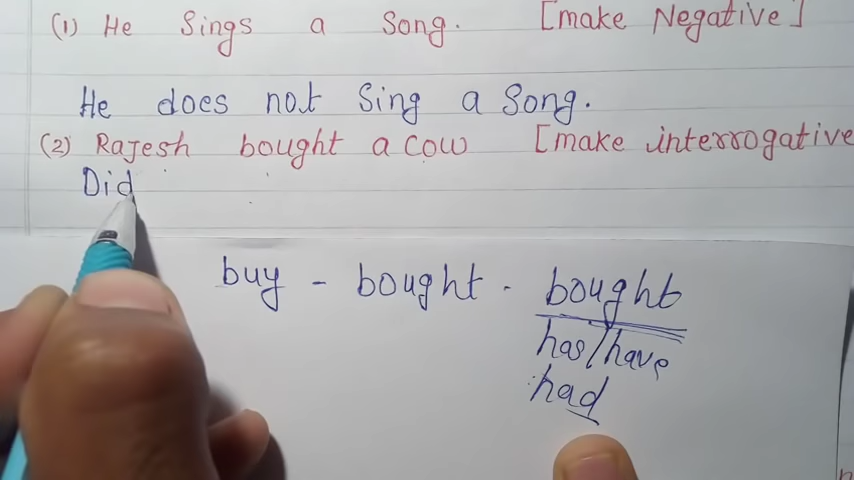 (1) He Sings a Song. [make Negative]
He does not Sing a Song.
(2) Rajesh bought a cow [make interrogative
Did
buy - bought - bought
has/have
had